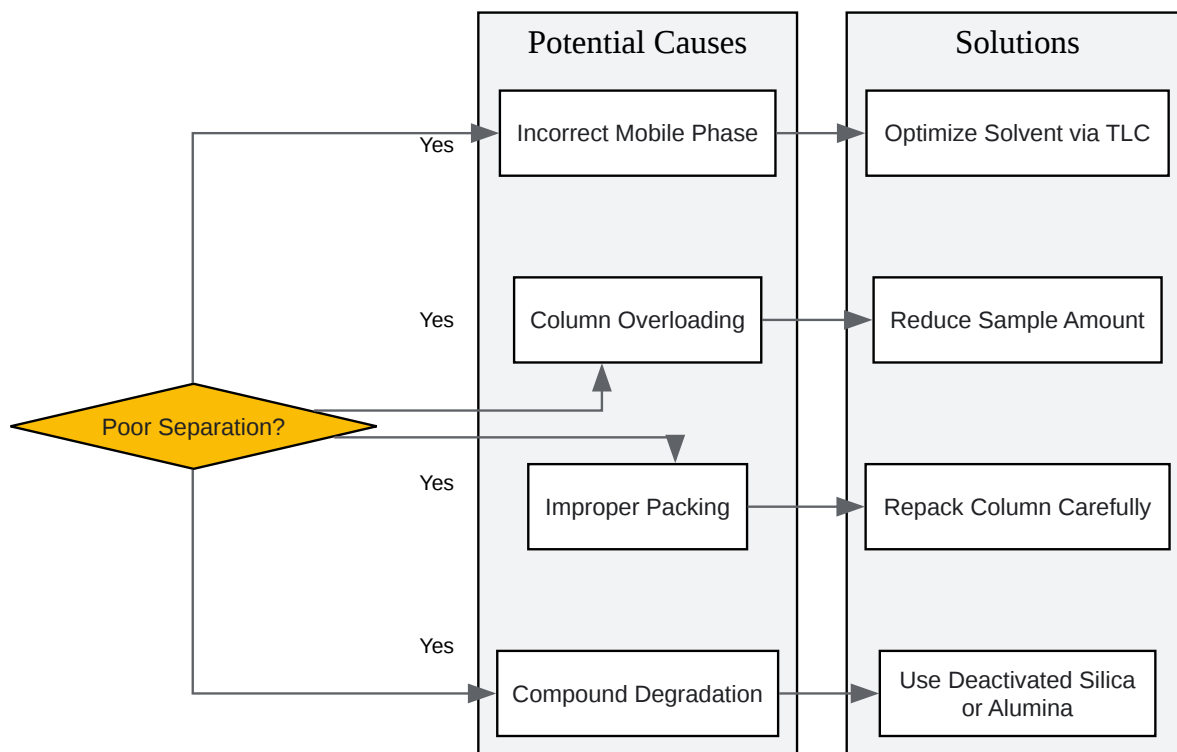 Potential Causes
Solutions
Yes
Incorrect Mobile Phase
Optimize Solvent via TLC
Yes
Column Overloading
Reduce Sample Amount
Poor Separation?
Yes
Improper Packing
Repack Column Carefully
Yes
Compound Degradation
Use Deactivated Silica
or Alumina